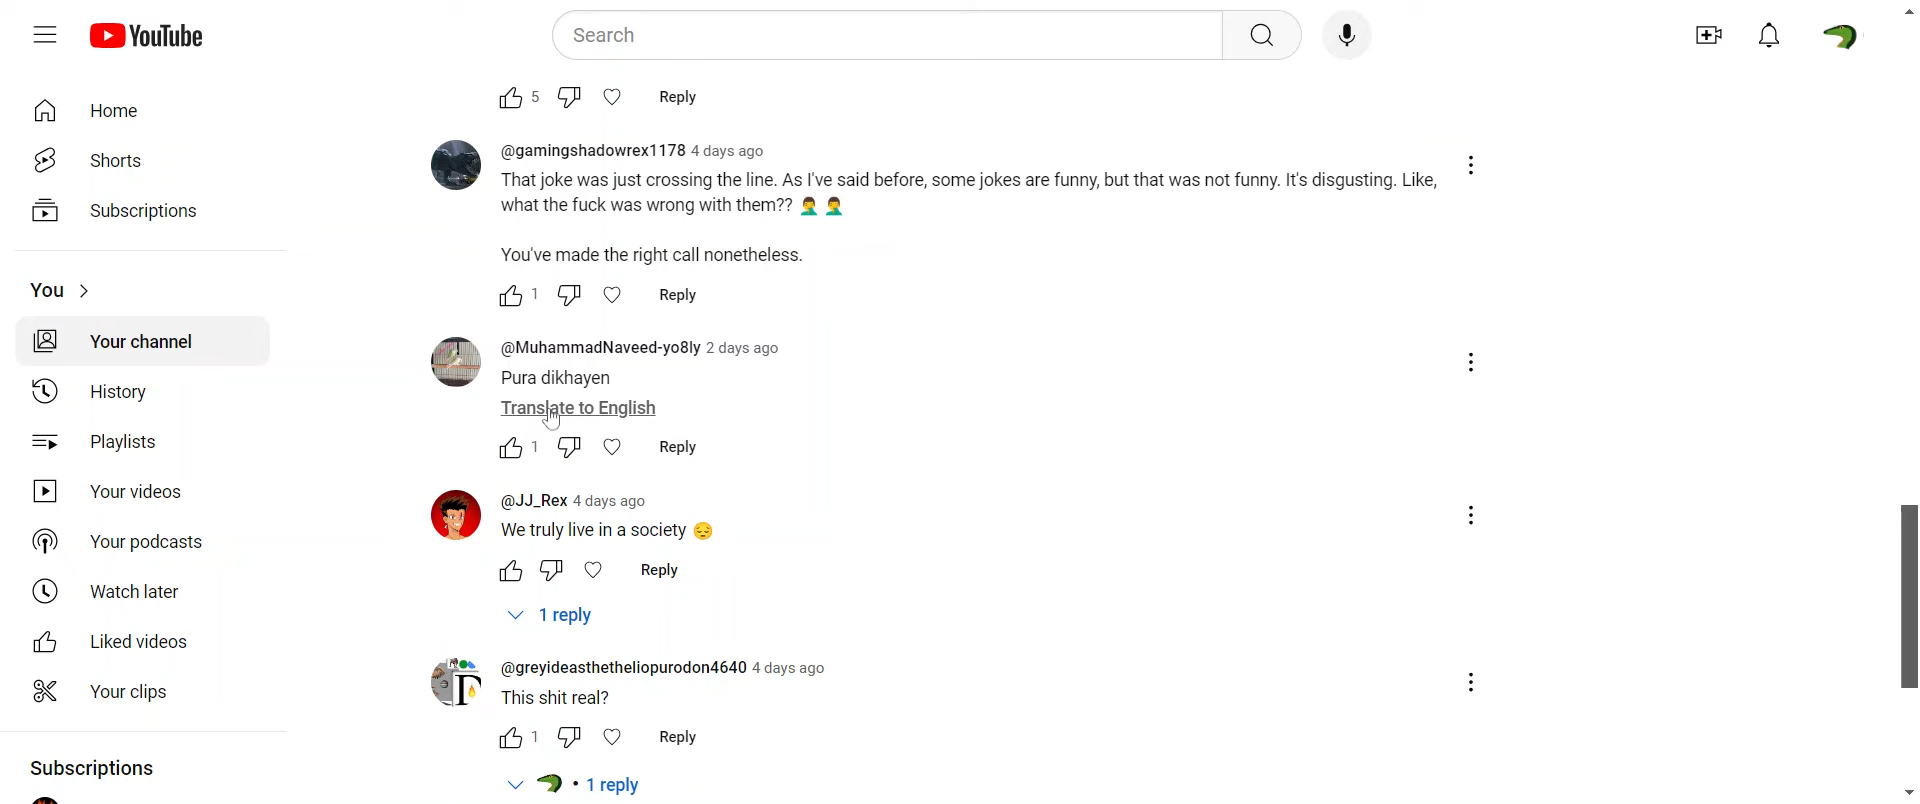 YouTube
Search
Home
Shorts
Subscriptions
You
Your channel
History
Playlists
Your videos
Your podcasts
Watch later
Liked videos
Your clips
Subscriptions
5 Reply
@gamingshadowrex1178 4 days ago
That joke was just crossing the line. As I've said before, some jokes are funny, but that was not funny. It's disgusting. Like,
what the fuck was wrong with them?? 🤦‍♂️ 🤦‍♂️
You've made the right call nonetheless.
1 Reply
@MuhammadNaveed-yo8ly 2 days ago
Pura dikhayen
Translate to English
1 Reply
@JJ_Rex 4 days ago
We truly live in a society 😔
Reply
1 reply
@greyideasthetheliopurodon4640 4 days ago
This shit real?
1 Reply
• 1 reply